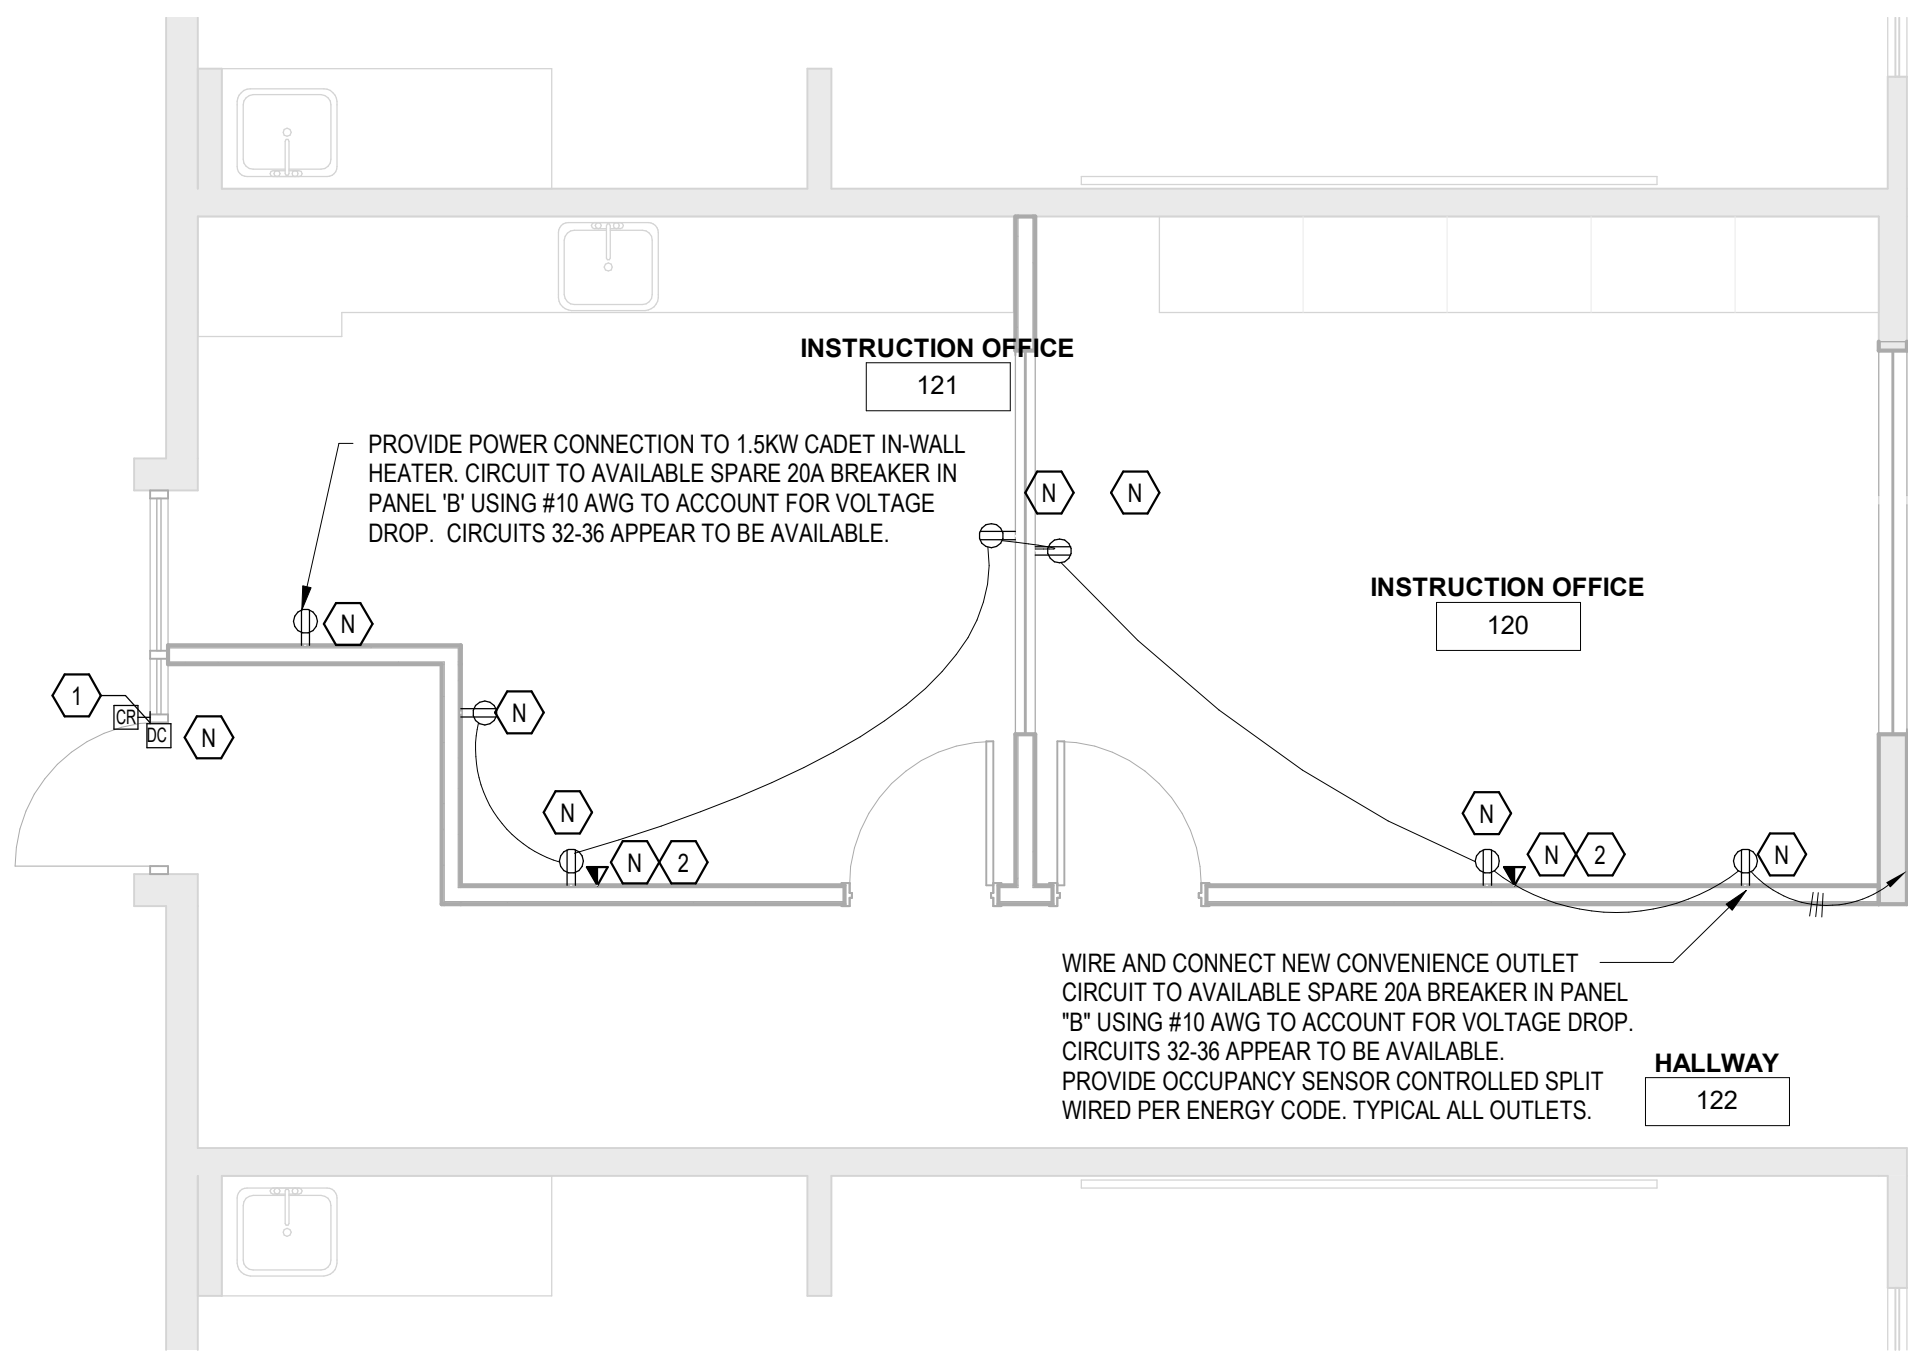 INSTRUCTION OFFICE
121
PROVIDE POWER CONNECTION TO 1.5KW CADET IN-WALL
HEATER. CIRCUIT TO AVAILABLE SPARE 20A BREAKER IN
PANEL 'B' USING #10 AWG TO ACCOUNT FOR VOLTAGE
DROP. CIRCUITS 32-36 APPEAR TO BE AVAILABLE.
N
N
INSTRUCTION OFFICE
120
N
1
CR
DC
N
N
N
N
2
N
N
2
N
WIRE AND CONNECT NEW CONVENIENCE OUTLET
CIRCUIT TO AVAILABLE SPARE 20A BREAKER IN PANEL
"B" USING #10 AWG TO ACCOUNT FOR VOLTAGE DROP.
CIRCUITS 32-36 APPEAR TO BE AVAILABLE.
PROVIDE OCCUPANCY SENSOR CONTROLLED SPLIT
WIRED PER ENERGY CODE. TYPICAL ALL OUTLETS.
HALLWAY
122